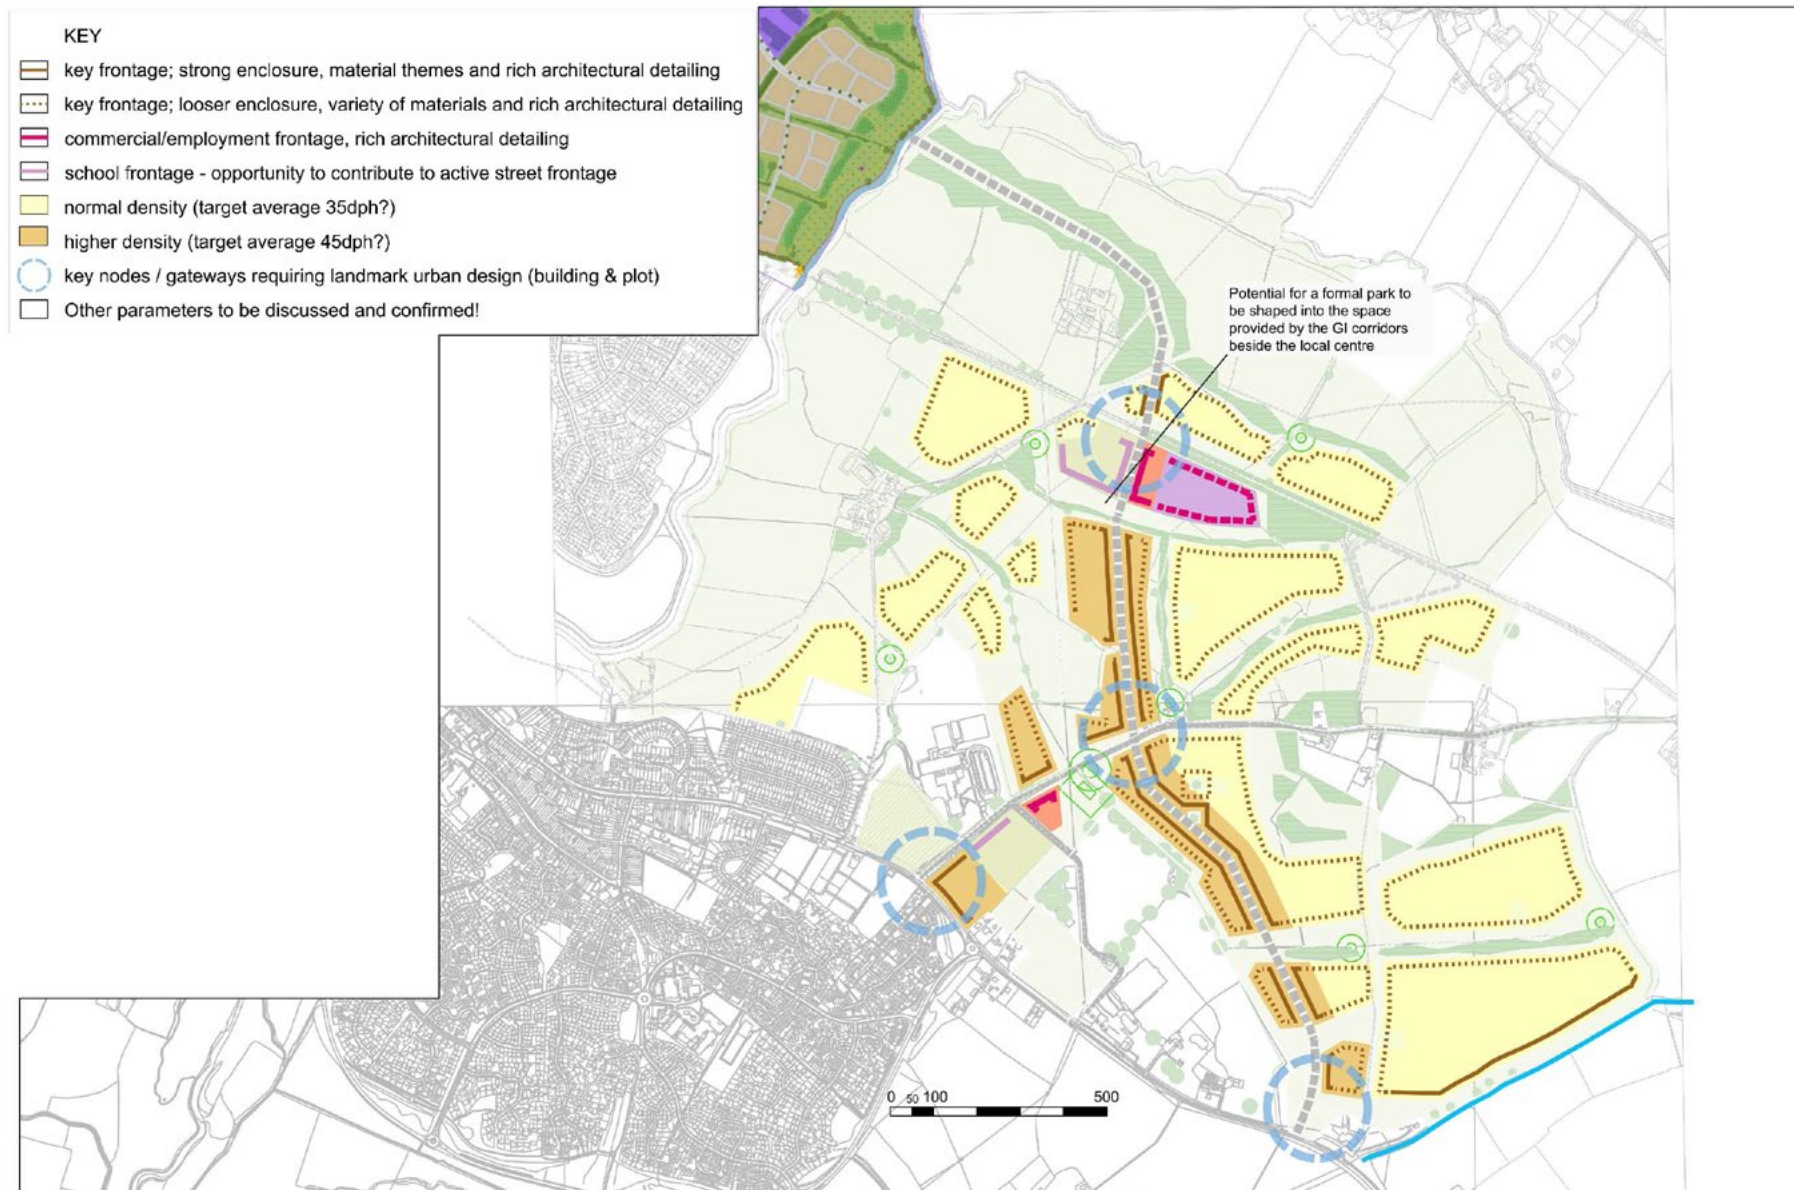 KEY
key frontage; strong enclosure, material themes and rich architectural detailing
key frontage; looser enclosure, variety of materials and rich architectural detailing
commercial/employment frontage, rich architectural detailing
school frontage - opportunity to contribute to active street frontage
normal density (target average 35dph?)
higher density (target average 45dph?)
key nodes / gateways requiring landmark urban design (building & plot)
Other parameters to be discussed and confirmed!
Potential for a formal park to
be shaped into the space
provided by the GI corridors
beside the local centre
0 50 100 500